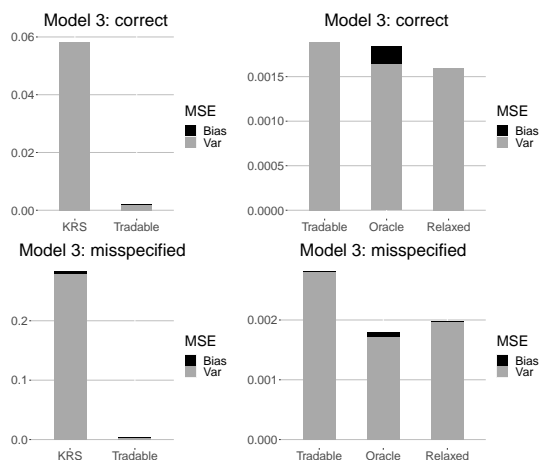 Model 3: correct
0.06
0.04
0.02
0.00
KRS Tradable
MSE
Bias
Var
Model 3: correct
0.0015
0.0010
0.0005
0.0000
Tradable Oracle Relaxed
MSE
Bias
Var
Model 3: misspecified
0.2
0.1
0.0
KRS Tradable
MSE
Bias
Var
Model 3: misspecified
0.002
0.001
0.000
Tradable Oracle Relaxed
MSE
Bias
Var